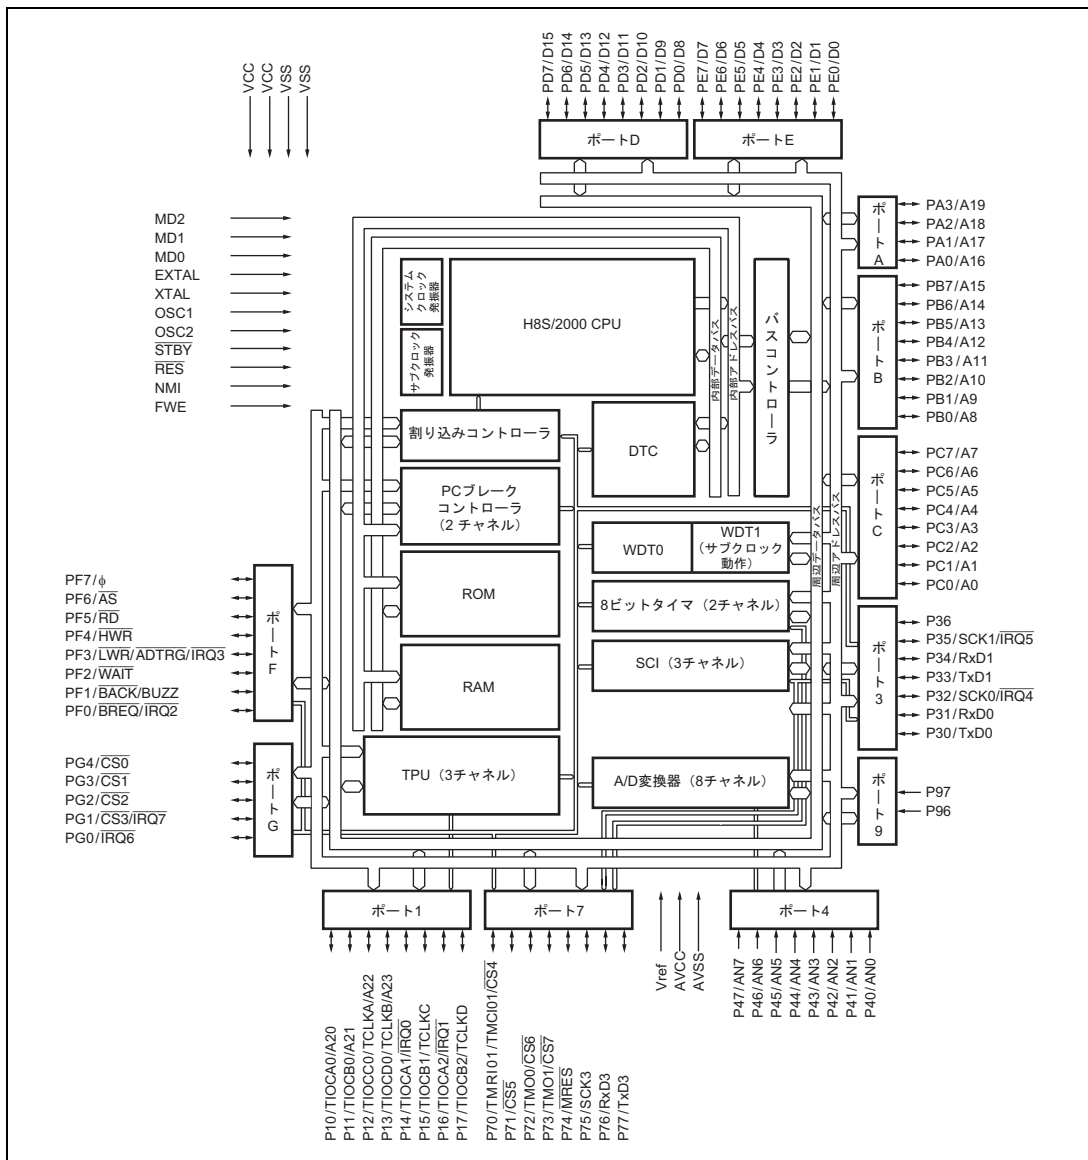 VCC
VCC
VSS
VSS
PD7/D15
PD6/D14
PD5/D13
PD4/D12
PD3/D11
PD2/D10
PD1/D9
PD0/D8
PE7/D7
PE6/D6
PE5/D5
PE4/D4
PE3/D3
PE2/D2
PE1/D1
PE0/D0
ポートD
ポートE
MD2
MD1
MD0
EXTAL
XTAL
OSC1
OSC2
STBY
RES
NMI
FWE
システム
クロック
発振器
サブクロック
発振器
H8S/2000 CPU
内部データバス
内部アドレスバス
バスコントローラ
割り込みコントローラ
DTC
PCブレーク
コントローラ
（2 チャネル）
WDT0
WDT1
（サブクロック
動作）
周辺データバス
周辺アドレスバス
ROM
8ビットタイマ（2チャネル）
SCI（3チャネル）
RAM
TPU（3チャネル）
A/D変換器（8チャネル）
ポートA
PA3/A19
PA2/A18
PA1/A17
PA0/A16
ポートB
PB7/A15
PB6/A14
PB5/A13
PB4/A12
PB3/A11
PB2/A10
PB1/A9
PB0/A8
ポートC
PC7/A7
PC6/A6
PC5/A5
PC4/A4
PC3/A3
PC2/A2
PC1/A1
PC0/A0
ポート3
P36
P35/SCK1/IRQ5
P34/RxD1
P33/TxD1
P32/SCK0/IRQ4
P31/RxD0
P30/TxD0
ポート9
P97
P96
PF7/φ
PF6/AS
PF5/RD
PF4/HWR
PF3/LWR/ADTRG/IRQ3
PF2/WAIT
PF1/BACK/BUZZ
PF0/BREQ/IRQ2
ポートF
PG4/CS0
PG3/CS1
PG2/CS2
PG1/CS3/IRQ7
PG0/IRQ6
ポートG
ポート1
ポート7
ポート4
P10/TIOCA0/A20
P11/TIOCB0/A21
P12/TIOCC0/TCLKA/A22
P13/TIOCD0/TCLKB/A23
P14/TIOCA1/IRQ0
P15/TIOCB1/TCLKC
P16/TIOCA2/IRQ1
P17/TIOCB2/TCLKD
P70/TMRI01/TMCI01/CS4
P71/CS5
P72/TMO0/CS6
P73/TMO1/CS7
P74/MRES
P75/SCK3
P76/RxD3
P77/TxD3
Vref
AVCC
AVSS
P47/AN7
P46/AN6
P45/AN5
P44/AN4
P43/AN3
P42/AN2
P41/AN1
P40/AN0